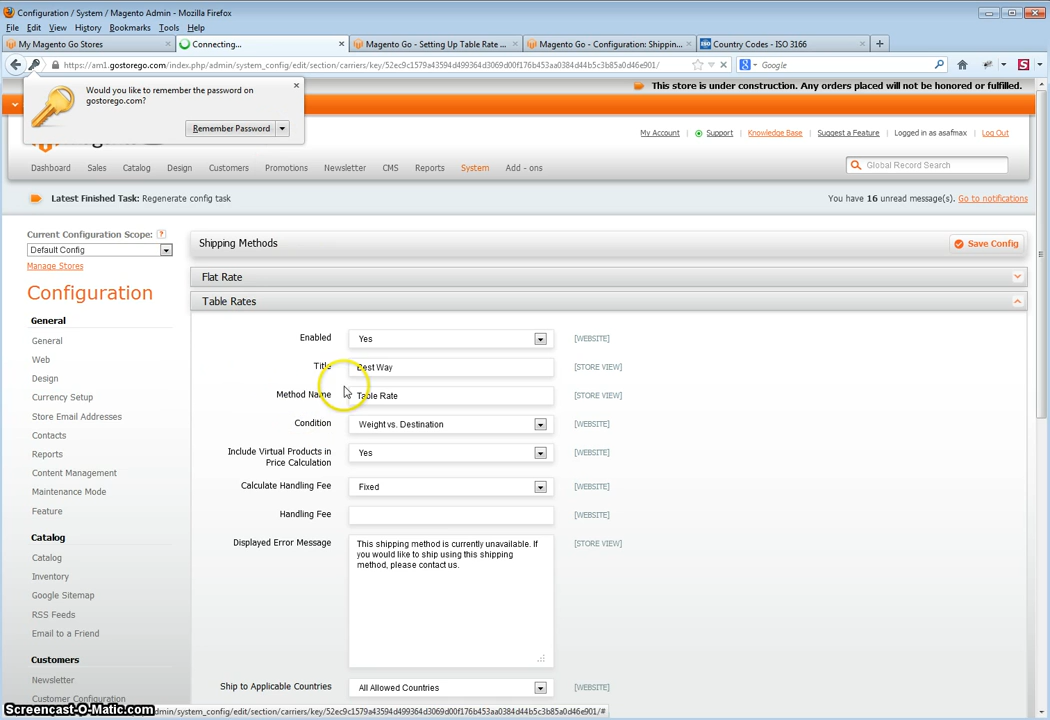 Configuration / System / Magento Admin - Mozilla Firefox
File Edit View History Bookmarks Tools Help
My Magento Go Stores × Connecting... × Magento Go - Setting Up Table Rate ... × Magento Go - Configuration: Shippin... × ISO Country Codes - ISO 3166 × +
https://am1.gostorego.com/index.php/admin/system_config/edit/section/carriers/key/52ec9c1579a43594d499364d3069d00f176b347944d384d44b5c3b85a0d46e901/
Google
This store is under construction. Any orders placed will not be honored or fulfilled.
Would you like to remember the password on
gostorego.com?
Remember Password
My Account Support Knowledge Base Suggest a Feature Logged in as asafmax Log Out
Dashboard Sales Catalog Design Customers Promotions Newsletter CMS Reports System Add - ons
Global Record Search
Latest Finished Task: Regenerate config task
You have 16 unread message(s). Go to notifications
Current Configuration Scope: ?
Default Config
Manage Stores
Configuration
General
General
Web
Design
Currency Setup
Store Email Addresses
Contacts
Reports
Content Management
Maintenance Mode
Feature
Catalog
Catalog
Inventory
Google Sitemap
RSS Feeds
Email to a Friend
Customers
Newsletter
Customer Configuration
Shipping Methods
Save Config
Flat Rate
Table Rates
Enabled Yes [WEBSITE]
Title Best Way [STORE VIEW]
Method Name Table Rate [STORE VIEW]
Condition Weight vs. Destination [WEBSITE]
Include Virtual Products in
Price Calculation
Yes [WEBSITE]
Calculate Handling Fee Fixed [WEBSITE]
Handling Fee [WEBSITE]
Displayed Error Message
This shipping method is currently unavailable. If
you would like to ship using this shipping
method, please contact us.
[STORE VIEW]
Ship to Applicable Countries All Allowed Countries [WEBSITE]
Screencast-O-Matic.com